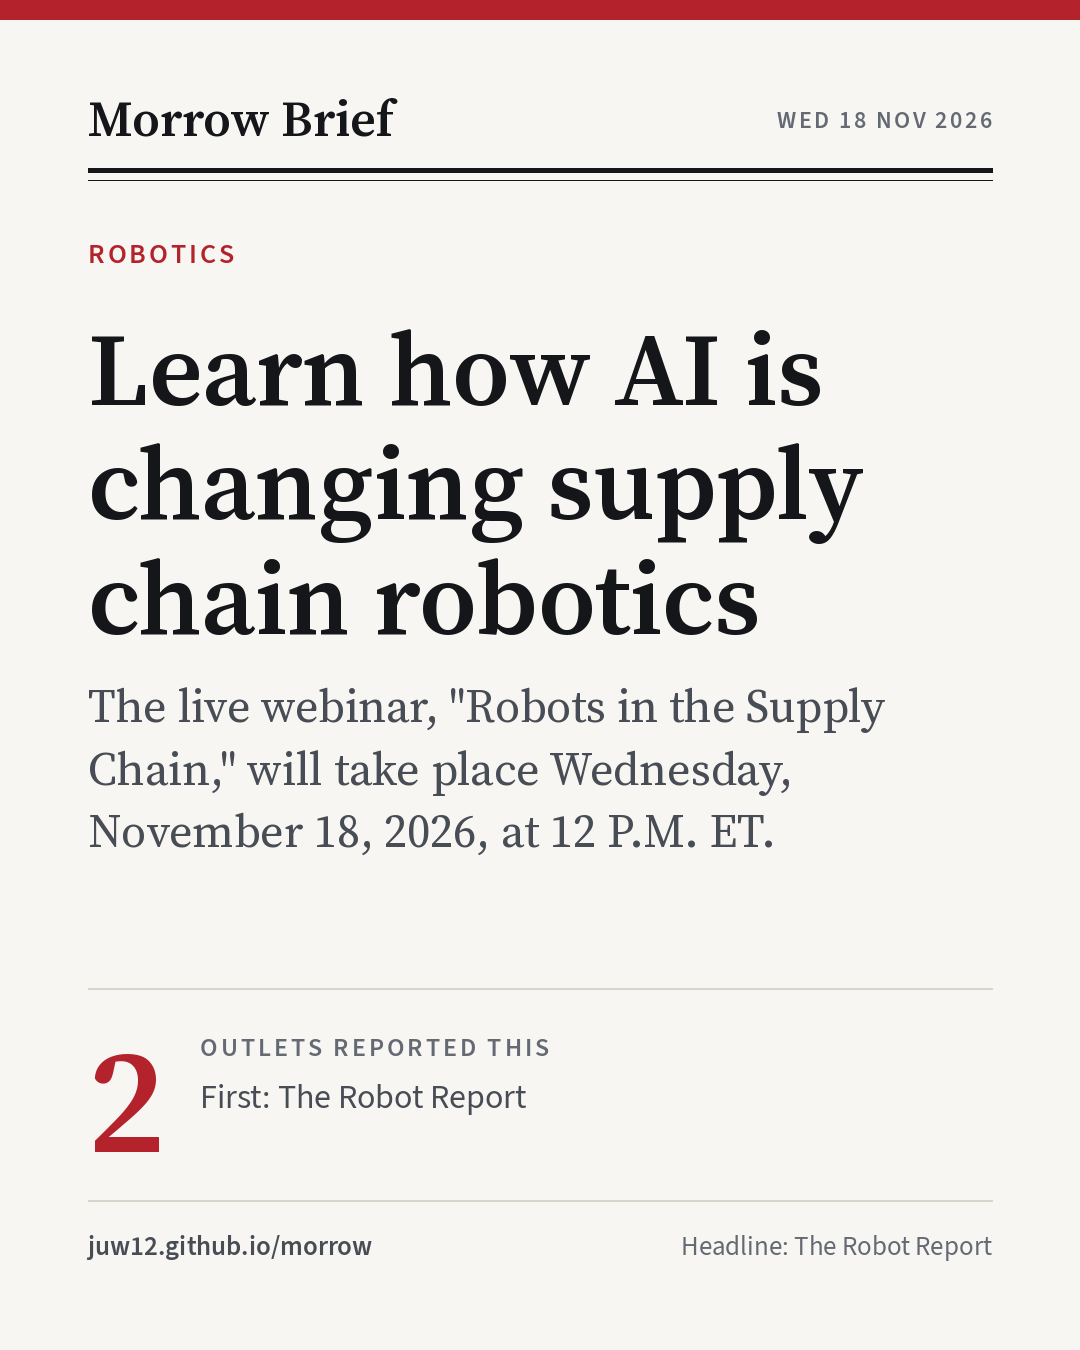 Morrow Brief
WED 18 NOV 2026
ROBOTICS
Learn how AI is
changing supply
chain robotics
The live webinar, "Robots in the Supply
Chain," will take place Wednesday,
November 18, 2026, at 12 P.M. ET.
2
OUTLETS REPORTED THIS
First: The Robot Report
juw12.github.io/morrow
Headline: The Robot Report